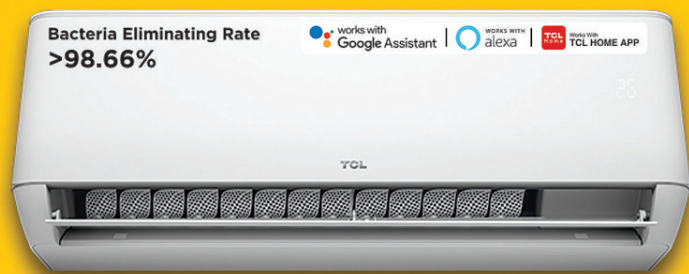 Bacteria Eliminating Rate
>98.66%
works with
Google Assistant
WORKS WITH
alexa
TCL
Home
Works With
TCL HOME APP
26
TCL